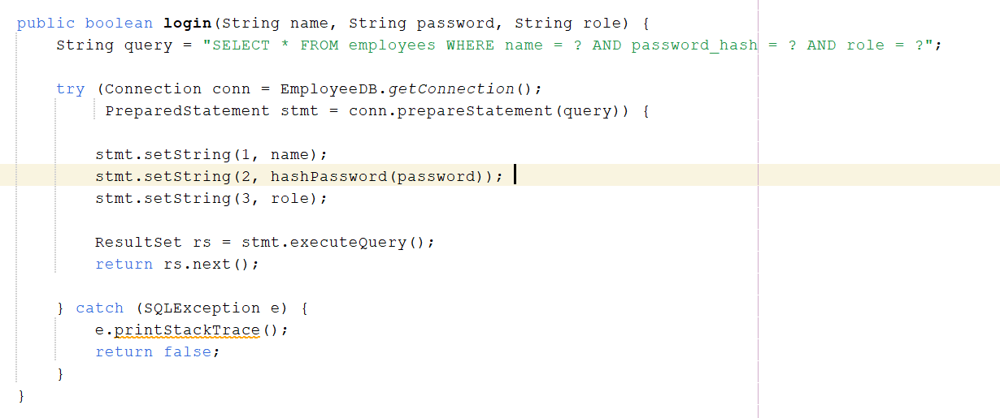 public boolean login(String name, String password, String role) {
String query = "SELECT * FROM employees WHERE name = ? AND password_hash = ? AND role = ?";
try (Connection conn = EmployeeDB.getConnection();
PreparedStatement stmt = conn.prepareStatement(query)) {
stmt.setString(1, name);
stmt.setString(2, hashPassword(password));
stmt.setString(3, role);
ResultSet rs = stmt.executeQuery();
return rs.next();
} catch (SQLException e) {
e.printStackTrace();
return false;
}
}